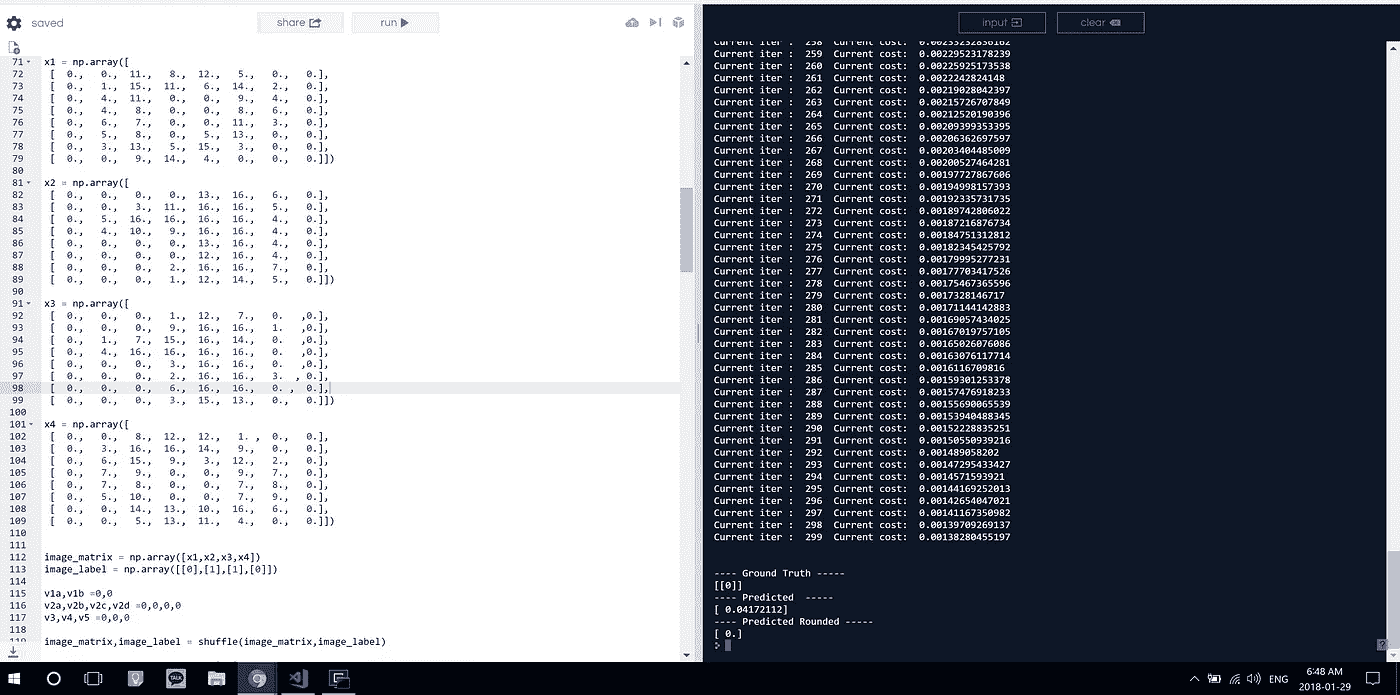 saved
share
run
input
clear
71 x1 = np.array([
72 [ 0., 0., 11., 8., 12., 5., 0., 0.],
73 [ 0., 1., 15., 11., 6., 14., 2., 0.],
74 [ 0., 4., 11., 0., 0., 9., 4., 0.],
75 [ 0., 4., 8., 0., 0., 8., 6., 0.],
76 [ 0., 6., 7., 0., 0., 11., 3., 0.],
77 [ 0., 5., 8., 0., 5., 13., 0., 0.],
78 [ 0., 3., 13., 5., 15., 3., 0., 0.],
79 [ 0., 0., 9., 14., 4., 0., 0., 0.]])
80
81 x2 = np.array([
82 [ 0., 0., 0., 0., 13., 16., 6., 0.],
83 [ 0., 0., 3., 11., 16., 16., 5., 0.],
84 [ 0., 5., 16., 16., 16., 16., 4., 0.],
85 [ 0., 4., 10., 9., 16., 16., 4., 0.],
86 [ 0., 0., 0., 0., 13., 16., 4., 0.],
87 [ 0., 0., 0., 0., 12., 16., 4., 0.],
88 [ 0., 0., 0., 2., 16., 16., 7., 0.],
89 [ 0., 0., 0., 1., 12., 14., 5., 0.]])
90
91 x3 = np.array([
92 [ 0., 0., 0., 1., 12., 7., 0. ,0.],
93 [ 0., 0., 0., 9., 16., 16., 1. ,0.],
94 [ 0., 1., 7., 15., 16., 14., 0. ,0.],
95 [ 0., 4., 16., 16., 16., 16., 0. ,0.],
96 [ 0., 0., 0., 3., 16., 16., 0. ,0.],
97 [ 0., 0., 0., 2., 16., 16., 3. , 0.],
98 [ 0., 0., 0., 6., 16., 16., 0. , 0.],
99 [ 0., 0., 0., 3., 15., 13., 0., 0.]])
100
101 x4 = np.array([
102 [ 0., 0., 8., 12., 12., 1. , 0., 0.],
103 [ 0., 3., 16., 16., 14., 9., 0., 0.],
104 [ 0., 6., 15., 9., 3., 12., 2., 0.],
105 [ 0., 7., 9., 0., 0., 9., 7., 0.],
106 [ 0., 7., 8., 0., 0., 7., 8., 0.],
107 [ 0., 5., 10., 0., 0., 7., 9., 0.],
108 [ 0., 0., 14., 13., 10., 16., 6., 0.],
109 [ 0., 0., 5., 13., 11., 4., 0., 0.]])
110
111
112 image_matrix = np.array([x1,x2,x3,x4])
113 image_label = np.array([[0],[1],[1],[0]])
114
115 v1a,v1b =0,0
116 v2a,v2b,v2c,v2d =0,0,0,0
117 v3,v4,v5 =0,0,0
118
119 image_matrix,image_label = shuffle(image_matrix,image_label)
Current iter : 258 Current cost: 0.00233232836162
Current iter : 259 Current cost: 0.00229523178239
Current iter : 260 Current cost: 0.00225925173538
Current iter : 261 Current cost: 0.0022242824148
Current iter : 262 Current cost: 0.00219028042397
Current iter : 263 Current cost: 0.00215726707849
Current iter : 264 Current cost: 0.00212520190396
Current iter : 265 Current cost: 0.00209399353395
Current iter : 266 Current cost: 0.00206362697597
Current iter : 267 Current cost: 0.00203404485009
Current iter : 268 Current cost: 0.00200527464281
Current iter : 269 Current cost: 0.00197727867606
Current iter : 270 Current cost: 0.00194998157393
Current iter : 271 Current cost: 0.00192335731735
Current iter : 272 Current cost: 0.00189742806022
Current iter : 273 Current cost: 0.00187216876734
Current iter : 274 Current cost: 0.00184751312812
Current iter : 275 Current cost: 0.00182345425792
Current iter : 276 Current cost: 0.00179995277231
Current iter : 277 Current cost: 0.00177703417526
Current iter : 278 Current cost: 0.00175467365596
Current iter : 279 Current cost: 0.0017328146717
Current iter : 280 Current cost: 0.00171144142883
Current iter : 281 Current cost: 0.00169057434025
Current iter : 282 Current cost: 0.00167019757105
Current iter : 283 Current cost: 0.00165026076086
Current iter : 284 Current cost: 0.00163076117714
Current iter : 285 Current cost: 0.0016116709816
Current iter : 286 Current cost: 0.00159301253378
Current iter : 287 Current cost: 0.00157476918233
Current iter : 288 Current cost: 0.00155690065539
Current iter : 289 Current cost: 0.00153940488345
Current iter : 290 Current cost: 0.00152228835251
Current iter : 291 Current cost: 0.00150550939216
Current iter : 292 Current cost: 0.001489058202
Current iter : 293 Current cost: 0.00147295433427
Current iter : 294 Current cost: 0.0014571593921
Current iter : 295 Current cost: 0.00144169252013
Current iter : 296 Current cost: 0.00142654047021
Current iter : 297 Current cost: 0.00141167350982
Current iter : 298 Current cost: 0.00139709269137
Current iter : 299 Current cost: 0.00138280455197
---- Ground Truth -----
[[0]]
---- Predicted -----
[ 0.04172112]
---- Predicted Rounded -----
[ 0.]
TALK
ENG
6:48 AM
2018-01-29